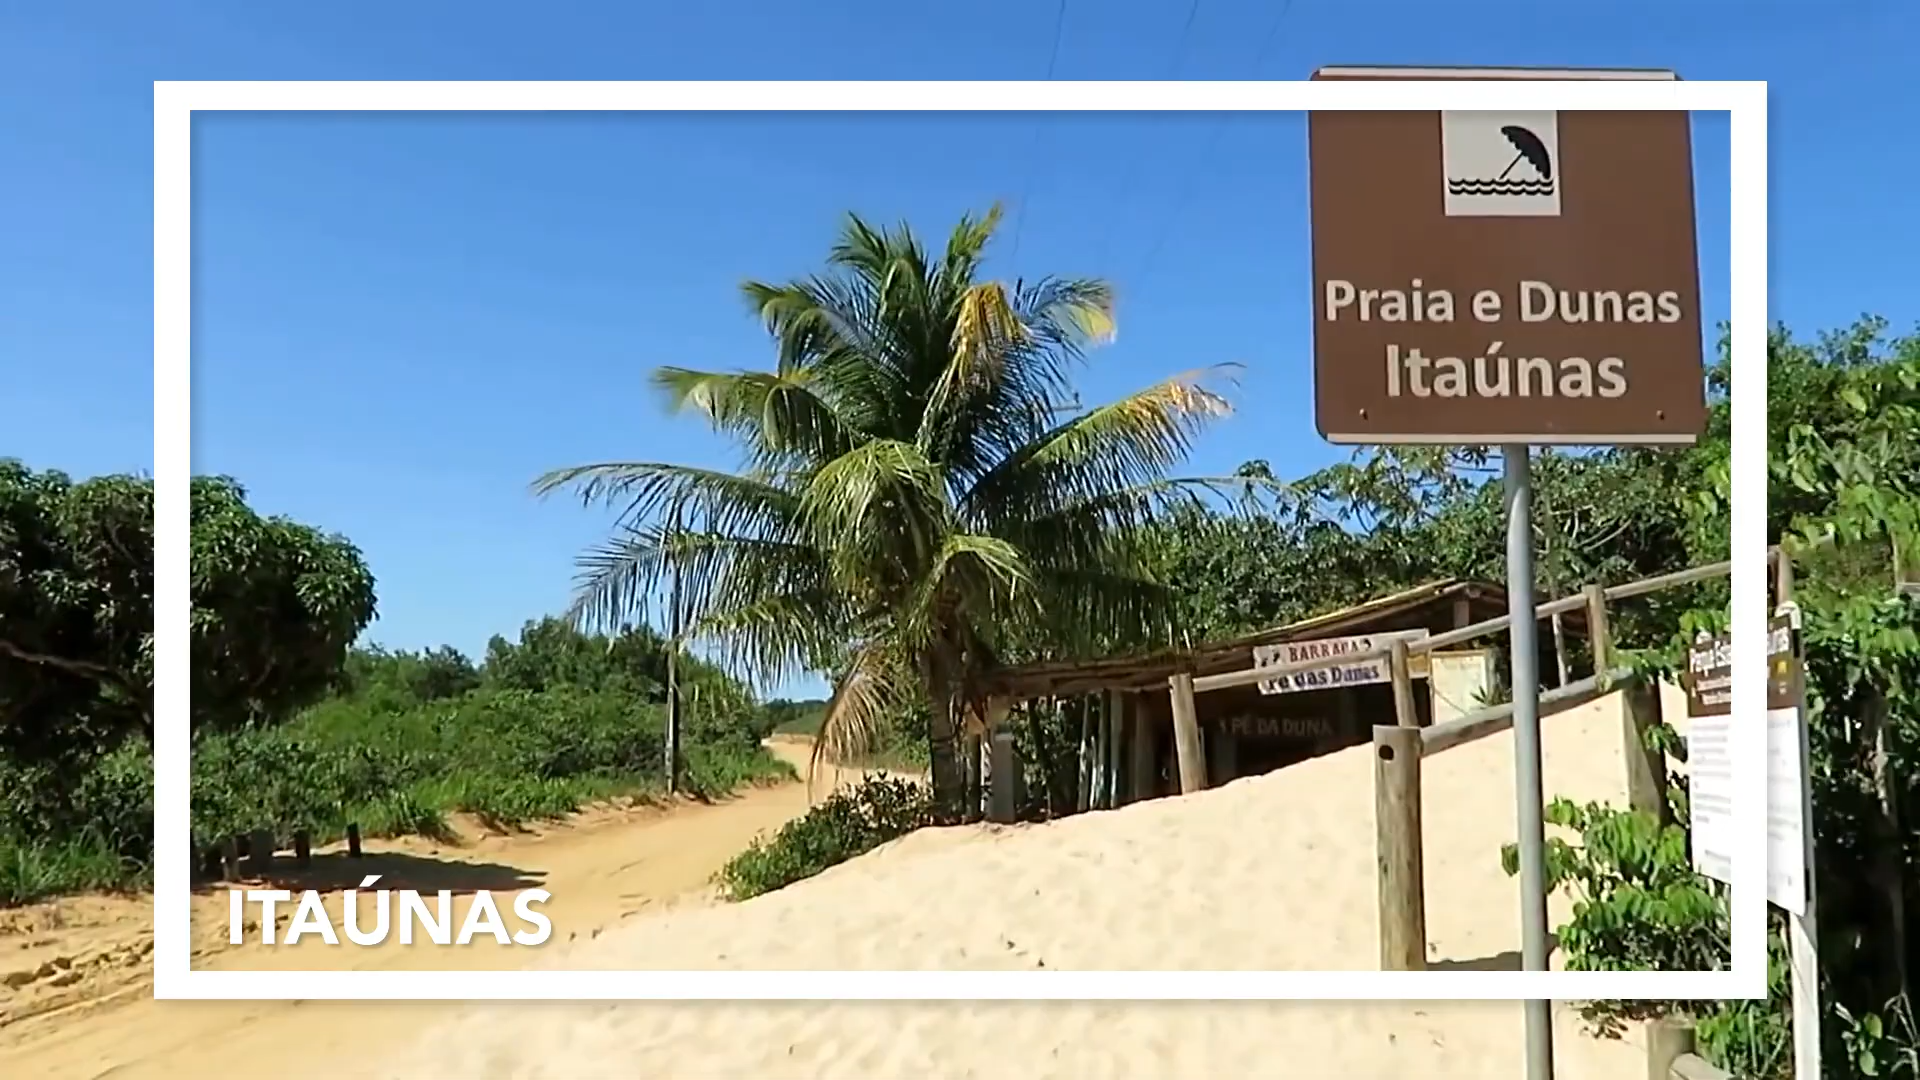 Praia e Dunas
Itaúnas
BARRACA
Pé das Dunas
PÉ DA DUNA
ITAÚNAS